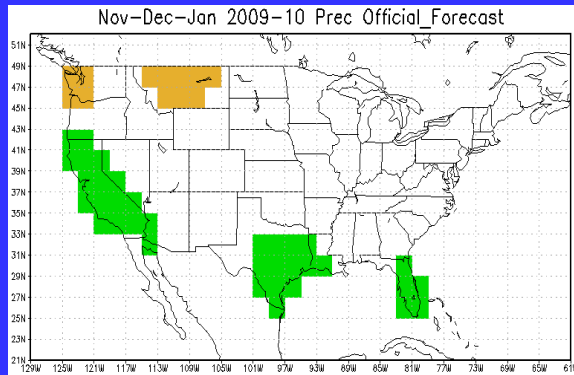 Nov-Dec-Jan 2009-10 Prec Official_Forecast
51N
49N
47N
45N
43N
41N
39N
37N
35N
33N
31N
29N
27N
25N
23N
21N
129W 125W 121W 117W 113W 109W 105W 101W 97W 93W 89W 85W 81W 77W 73W 69W 65W 61